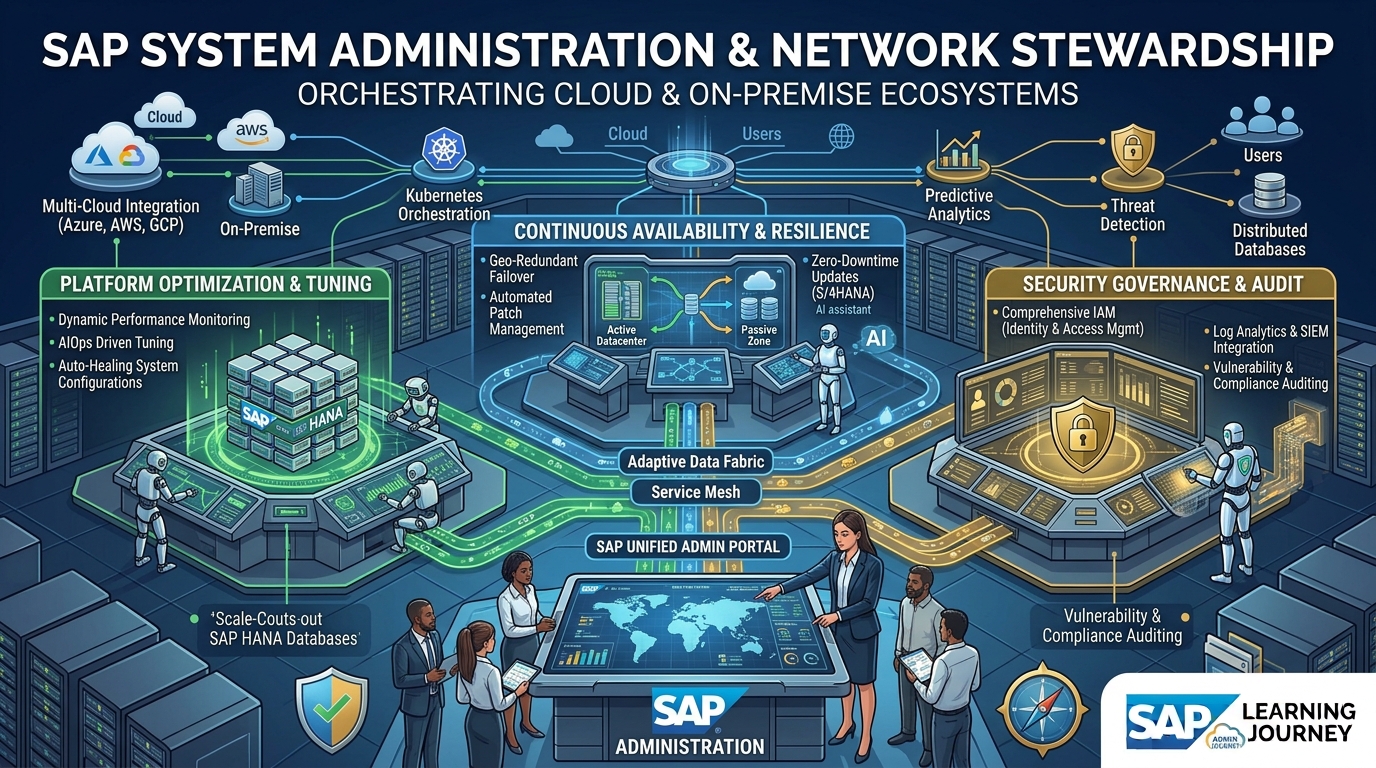 SAP SYSTEM ADMINISTRATION & NETWORK STEWARDSHIP
ORCHESTRATING CLOUD & ON-PREMISE ECOSYSTEMS
Cloud
aws
Multi-Cloud Integration
(Azure, AWS, GCP)
On-Premise
Kubernetes
Orchestration
Cloud
Users
Predictive
Analytics
Threat
Detection
Users
Distributed
Databases
PLATFORM OPTIMIZATION & TUNING
• Dynamic Performance Monitoring
• AIOps Driven Tuning
• Auto-Healing System
Configurations
SAP
HANA
CONTINUOUS AVAILABILITY & RESILIENCE
• Geo-Redundant
Failover
• Automated
Patch
Management
Active
Datacenter
Passive
Zone
• Zero-Downtime
Updates
(S/4HANA)
AI assistant
AI
SECURITY GOVERNANCE & AUDIT
• Comprehensive IAM
(Identity & Access Mgmt)
• Log Analytics & SIEM
Integration
• Vulnerability
& Compliance Auditing
Adaptive Data Fabric
Service Mesh
SAP UNIFIED ADMIN PORTAL
"Scale-Couts-out
SAP HANA Databases"
Vulnerability &
Compliance Auditing
SAP
®
ADMINISTRATION
SAP
ADMIN
LEARNING
JOURNEY